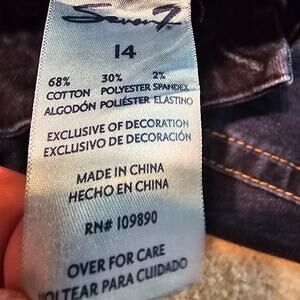 Seven7
14
68% 30% 2%
COTTON POLYESTER SPANDEX
ALGODÓN POLIÉSTER ELASTINO
EXCLUSIVE OF DECORATION
EXCLUSIVO DE DECORACIÓN
MADE IN CHINA
HECHO EN CHINA
RN# 109890
OVER FOR CARE
VOLTEAR PARA CUIDADO